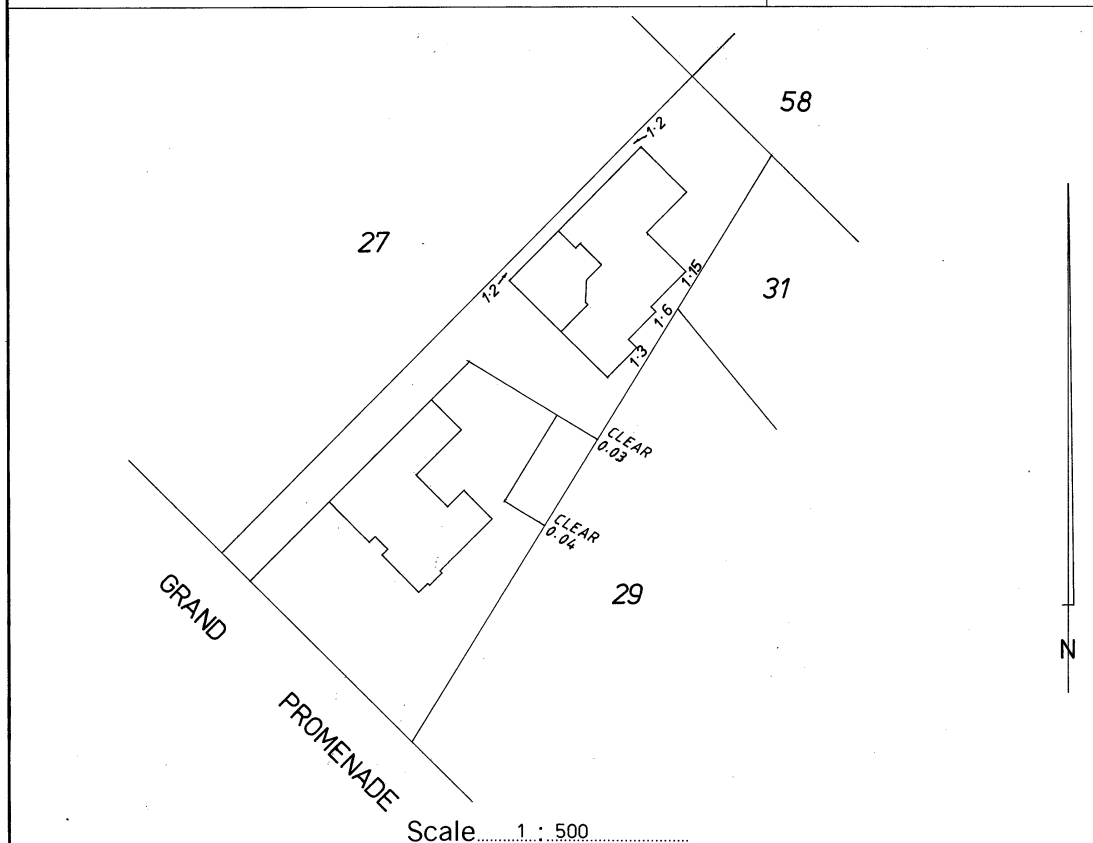 58
1·2
27
1·2
1·15
31
1·6
1·3
CLEAR
0.03
CLEAR
0.04
29
GRAND
PROMENADE
N
Scale 1 : 500